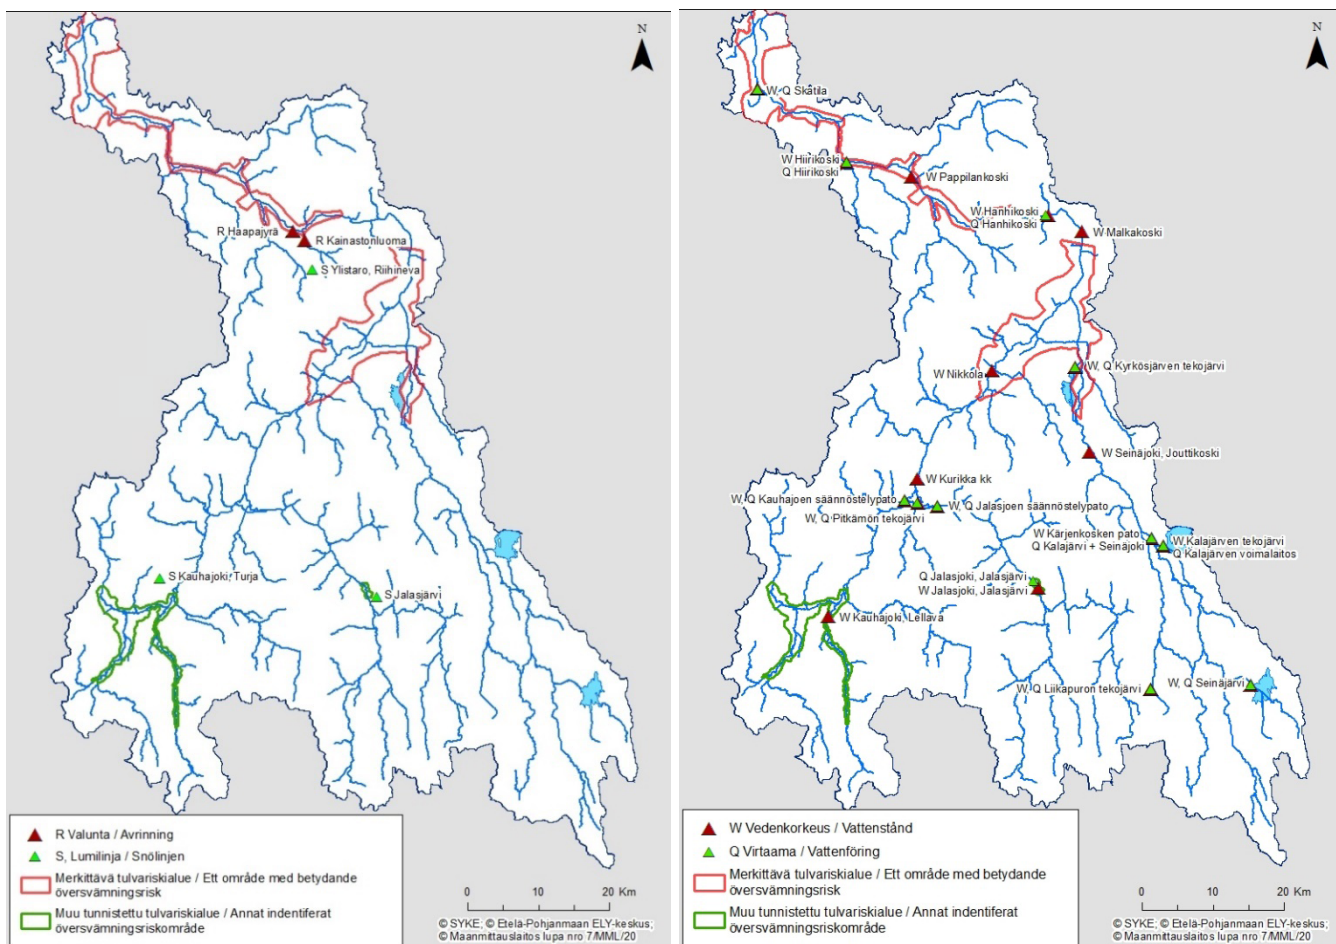 N
R Haapajyrä
R Kainastonluoma
S Ylistaro, Riihineva
S Kauhajoki, Turja
S Jalasjärvi
R Valunta / Avrinning
S, Lumilinja / Snölinjen
Merkittävä tulvariskialue / Ett område med betydande
översvämningsrisk
Muu tunnistettu tulvariskialue / Annat indentiferat
översvämningsriskområde
0 10 20 Km
© SYKE; © Etelä-Pohjanmaan ELY-keskus;
© Maanmittauslaitos lupa nro 7/MML/20
N
W, Q Skåtila
W Hiirikoski
Q Hiirikoski
W Pappilankoski
W Hanhikoski
Q Hanhikoski
W Malkakoski
W Nikkola
W, Q Kyrkösjärven tekojärvi
W Seinäjoki, Jouttikoski
W Kurikka kk
W, Q Kauhajoen säännöstelypato
W, Q Jalasjoen säännöstelypato
W, Q Pitkämön tekojärvi
W Kärjenkosken pato
Q Kalajärvi + Seinäjoki
W Kalajärven tekojärvi
Q Kalajärven voimalaitos
Q Jalasjoki, Jalasjärvi
W Jalasjoki, Jalasjärvi
W Kauhajoki, Lellava
W, Q Liikapuron tekojärvi
W, Q Seinäjärvi
W Vedenkorkeus / Vattenstånd
Q Virtaama / Vattenföring
Merkittävä tulvariskialue / Ett område med betydande
översvämningsrisk
Muu tunnistettu tulvariskialue / Annat indentiferat
översvämningsriskområde
0 10 20 Km
© SYKE; © Etelä-Pohjanmaan ELY-keskus;
© Maanmittauslaitos lupa nro 7/MML/20